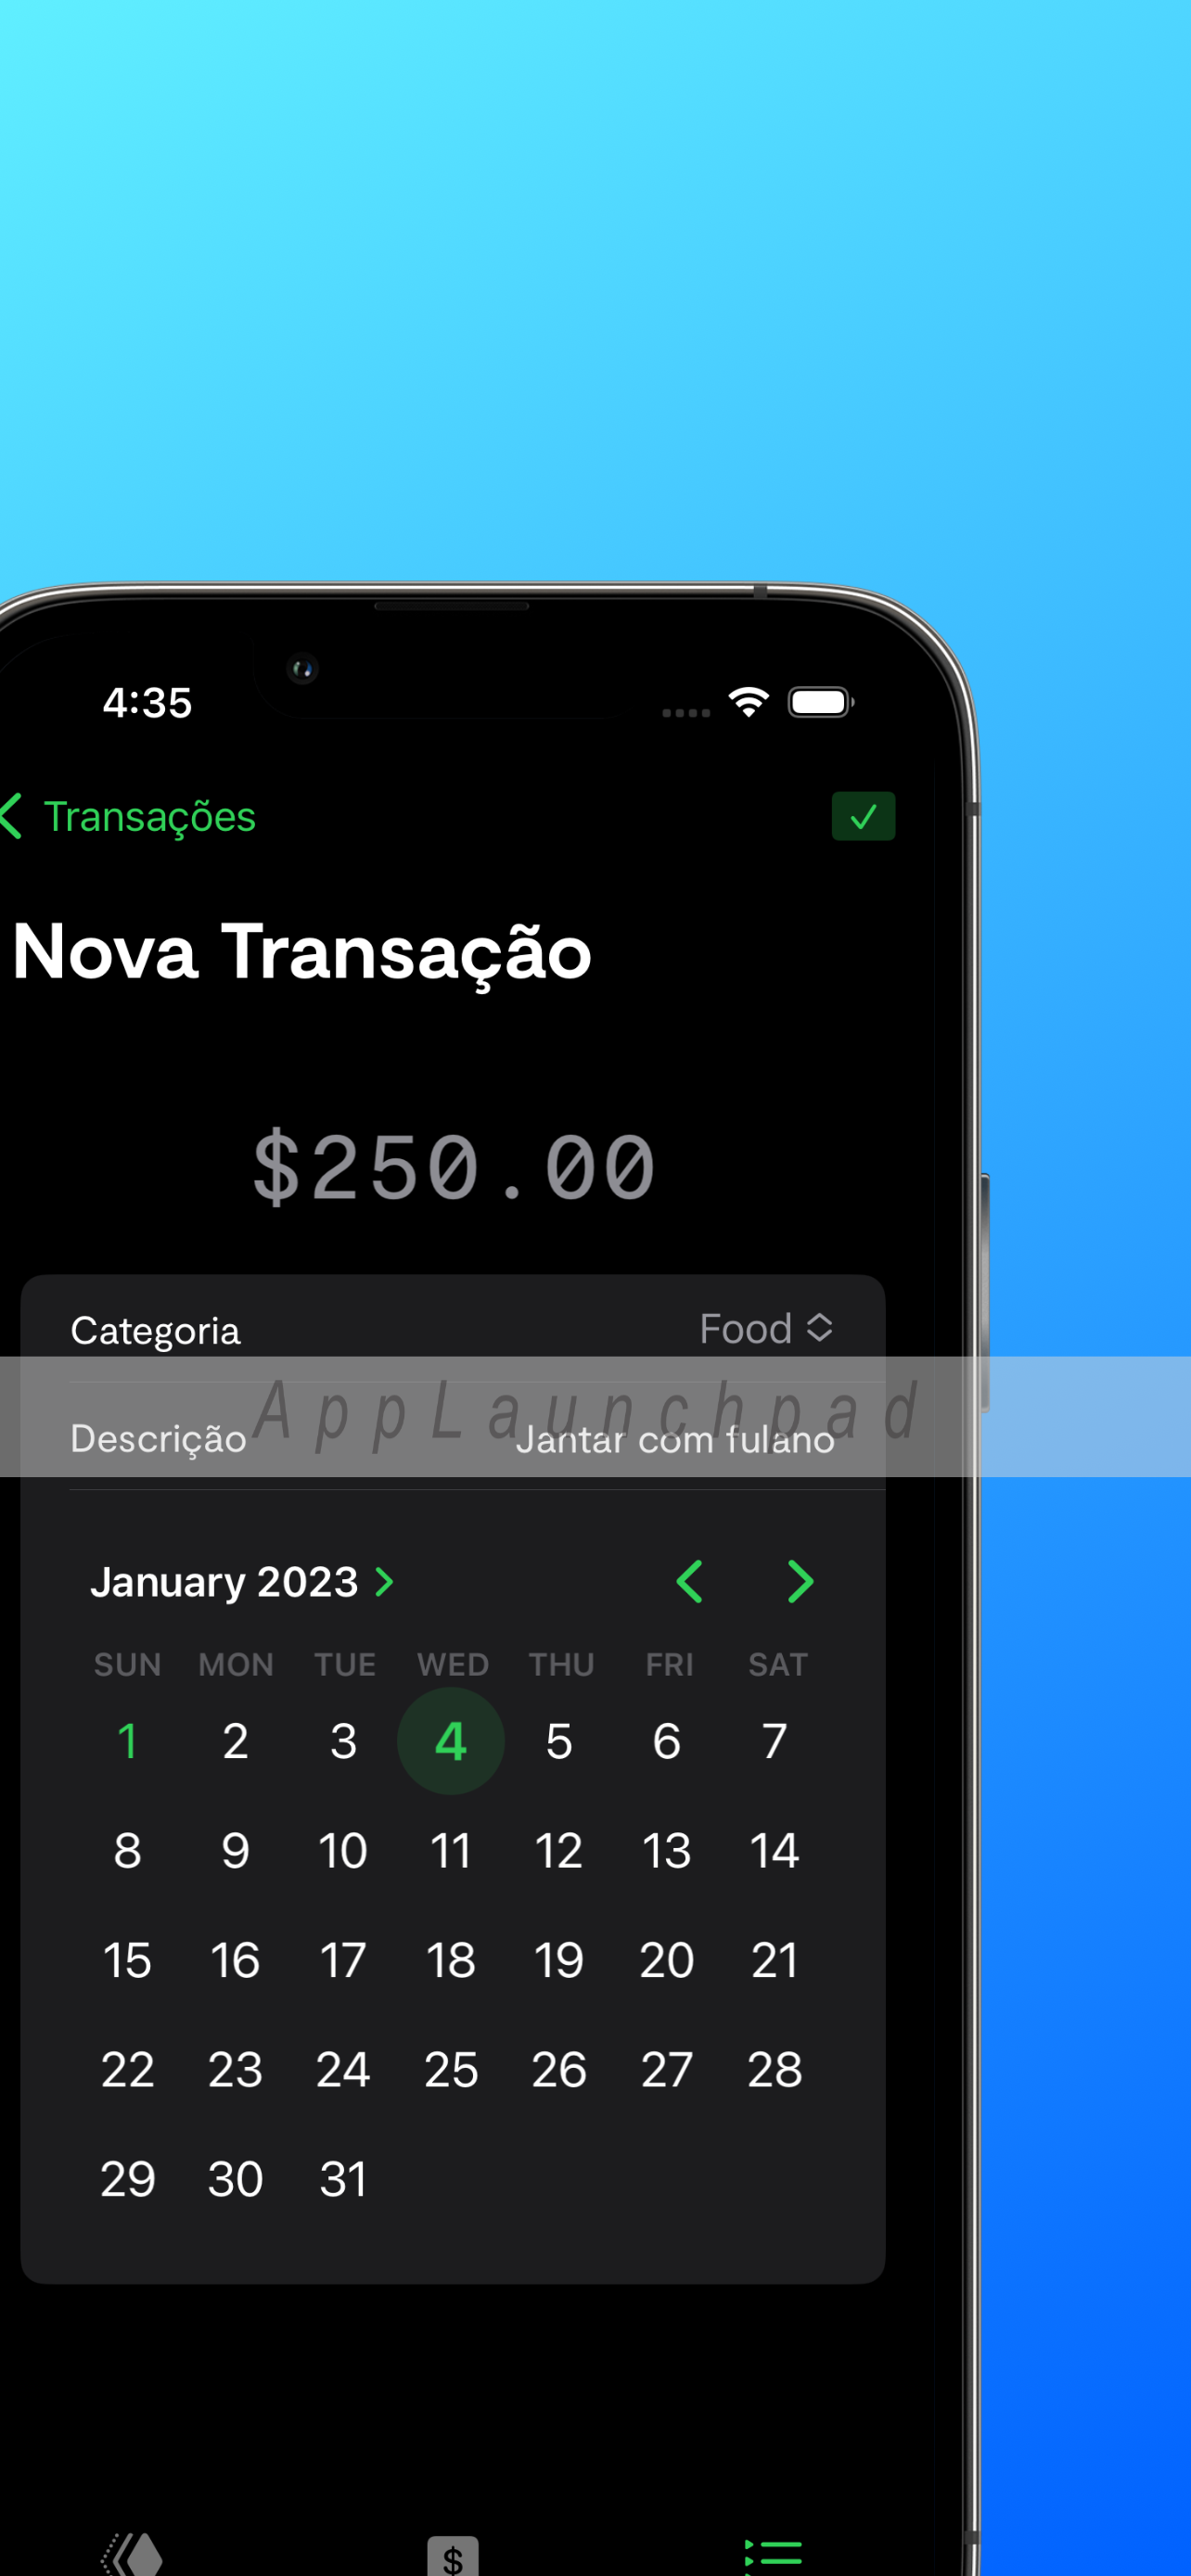 4:35
Transações
Nova Transação
$250.00
Categoria Food
AppLaunchpad
Descrição Jantar com fulano
January 2023
SUN MON TUE WED THU FRI SAT
1 2 3 4 5 6 7
8 9 10 11 12 13 14
15 16 17 18 19 20 21
22 23 24 25 26 27 28
29 30 31
$